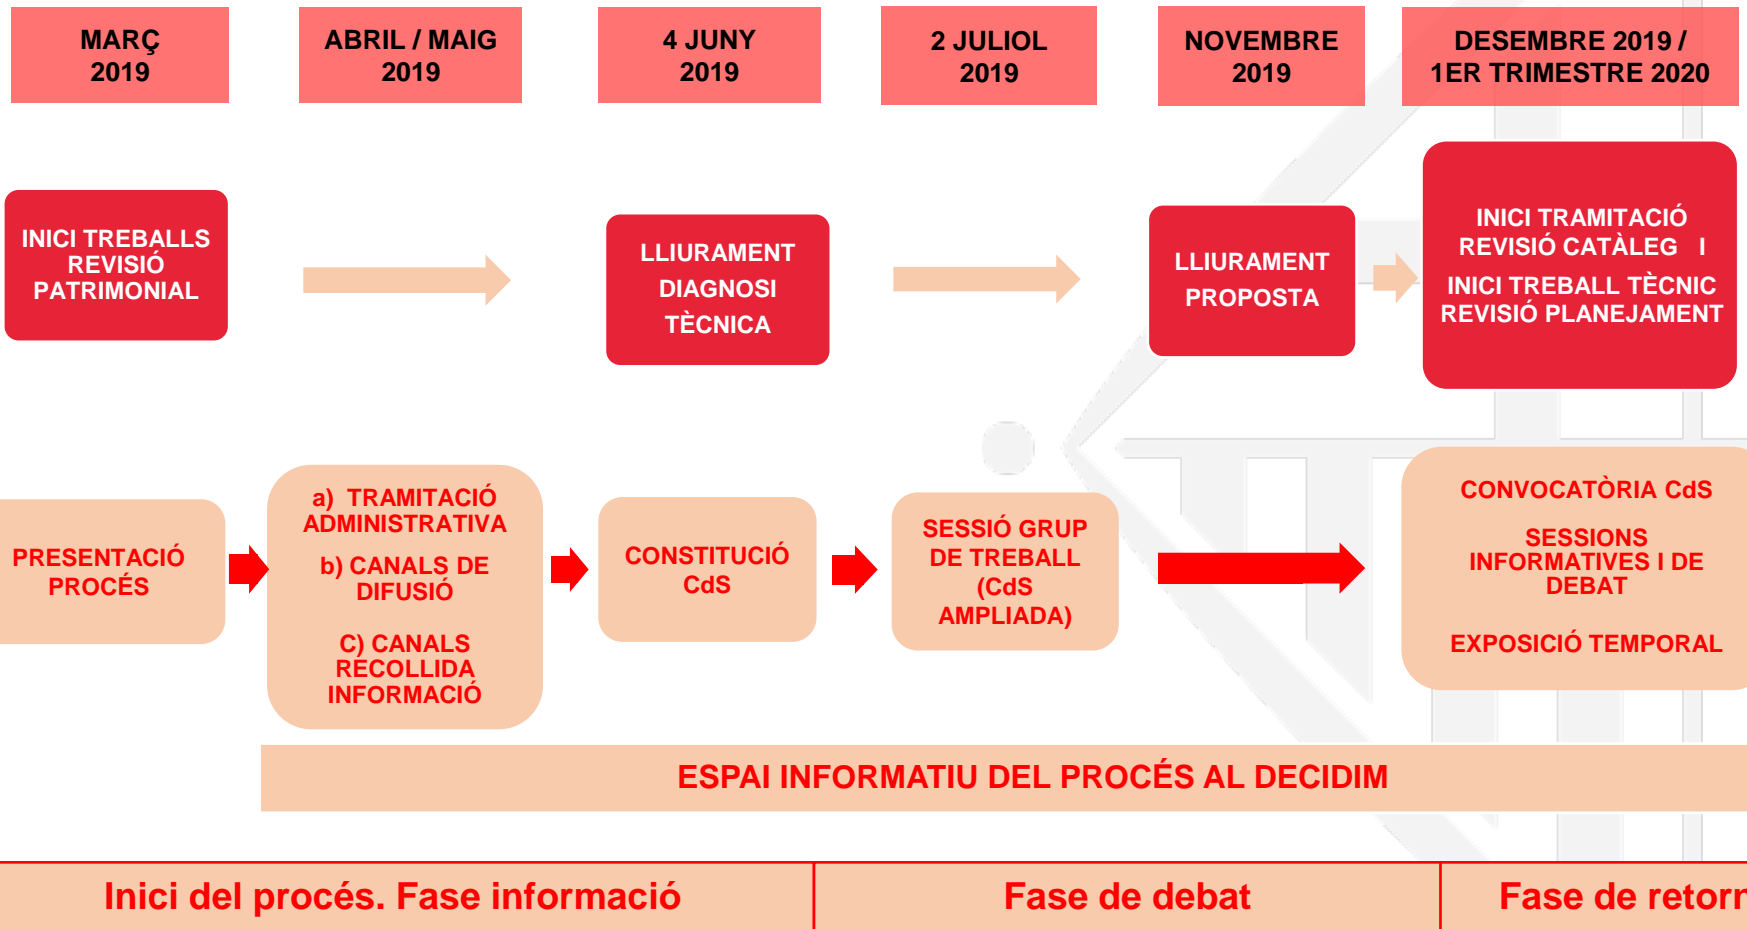 MARÇ
2019
ABRIL / MAIG
2019
4 JUNY
2019
2 JULIOL
2019
NOVEMBRE
2019
DESEMBRE 2019 /
1ER TRIMESTRE 2020
INICI TREBALLS
REVISIÓ
PATRIMONIAL
LLIURAMENT
DIAGNOSI
TÈCNICA
LLIURAMENT
PROPOSTA
INICI TRAMITACIÓ
REVISIÓ CATÀLEG I
INICI TREBALL TÈCNIC
REVISIÓ PLANEJAMENT
PRESENTACIÓ
PROCÉS
a) TRAMITACIÓ
ADMINISTRATIVA
b) CANALS DE
DIFUSIÓ
C) CANALS
RECOLLIDA
INFORMACIÓ
CONSTITUCIÓ
CdS
SESSIÓ GRUP
DE TREBALL
(CdS
AMPLIADA)
CONVOCATÒRIA CdS
SESSIONS
INFORMATIVES I DE
DEBAT
EXPOSICIÓ TEMPORAL
ESPAI INFORMATIU DEL PROCÉS AL DECIDIM
Inici del procés. Fase informació
Fase de debat
Fase de retorn